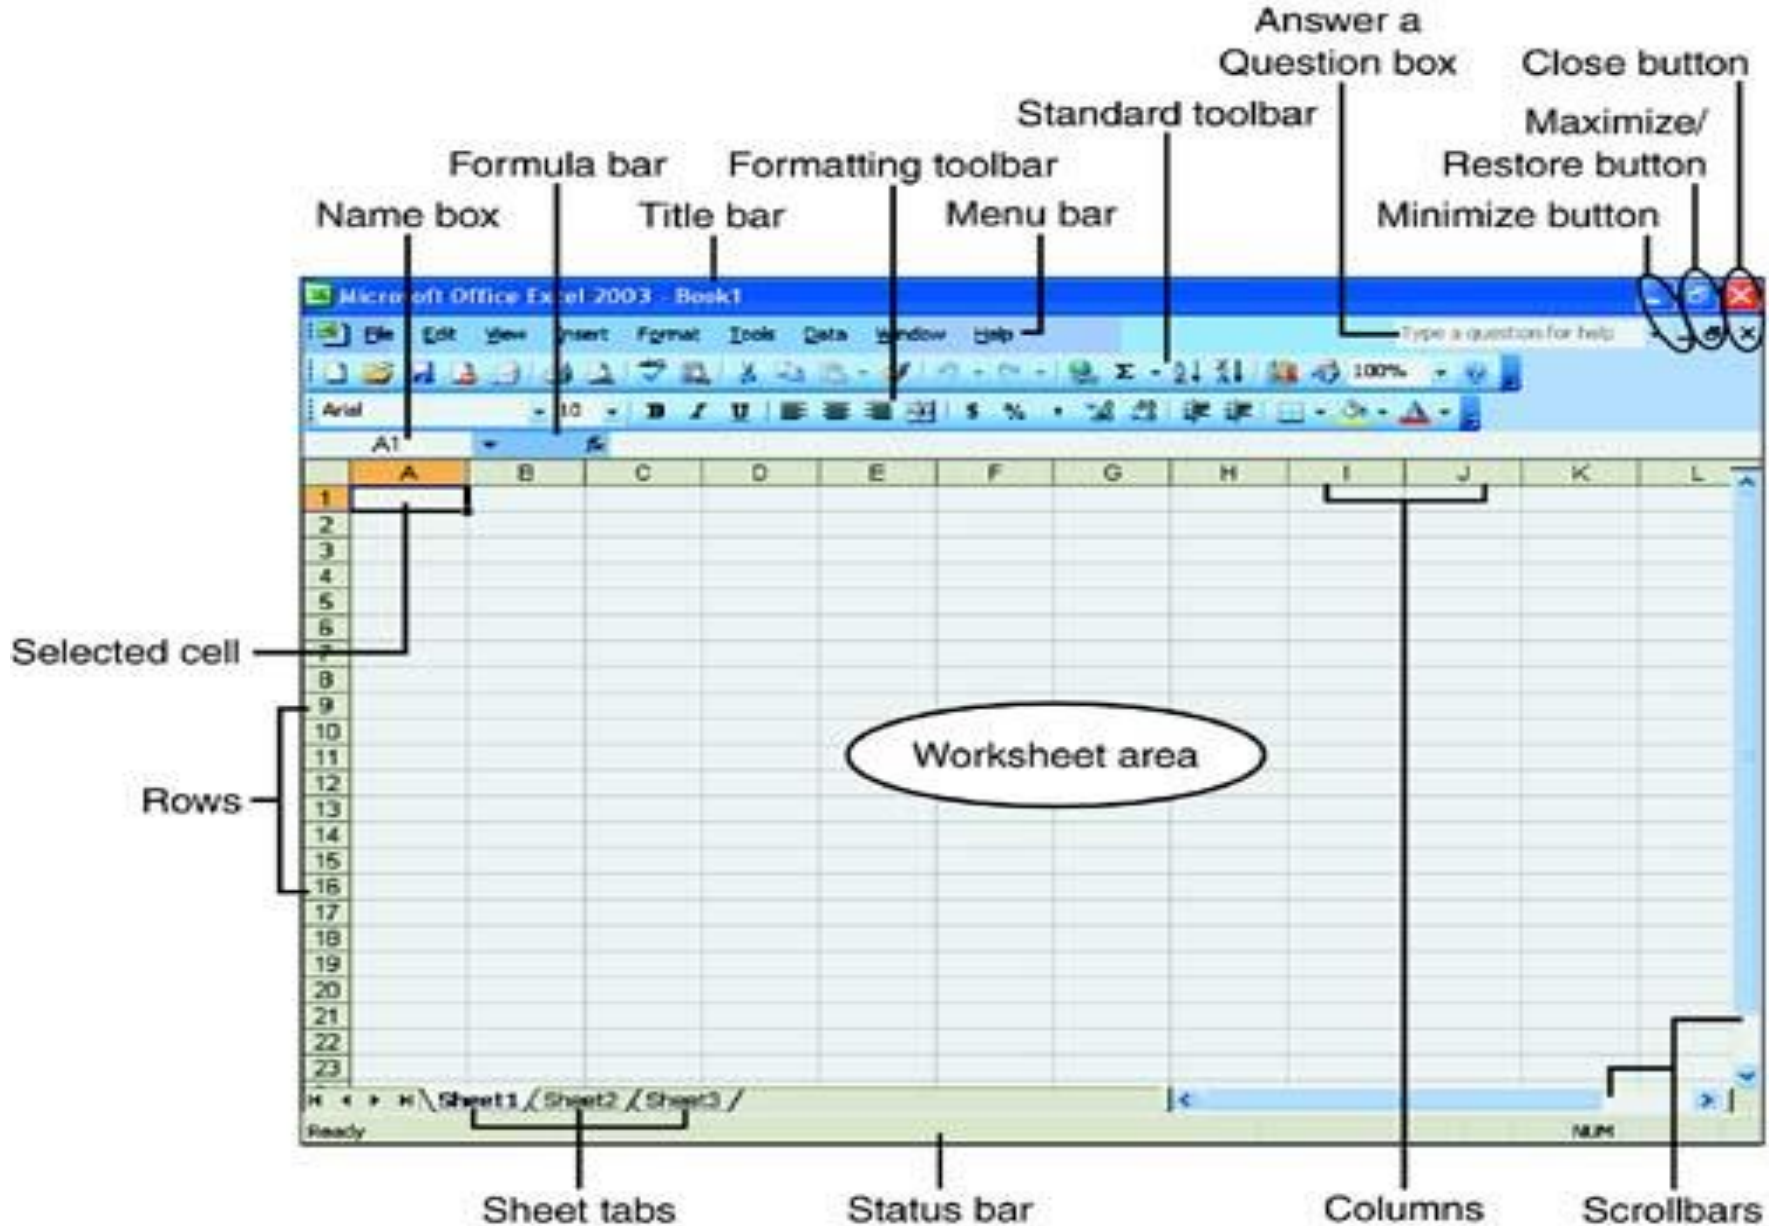 Answer a
Question box
Close button
Standard toolbar
Maximize/
Restore button
Formula bar
Formatting toolbar
Name box
Title bar
Menu bar
Minimize button
Microsoft Office Excel 2003 - Book1
File Edit View Insert Format Tools Data Window Help
Type a question for help
Σ 100%
Arial 10 B I U $ %
A1 fx
A B C D E F G H I J K L
1
2
3
4
5
6
Selected cell
7
8
9
10
Worksheet area
11
12
Rows
13
14
15
16
17
18
19
20
21
22
23
Sheet1 Sheet2 Sheet3
Ready NUM
Sheet tabs
Status bar
Columns
Scrollbars